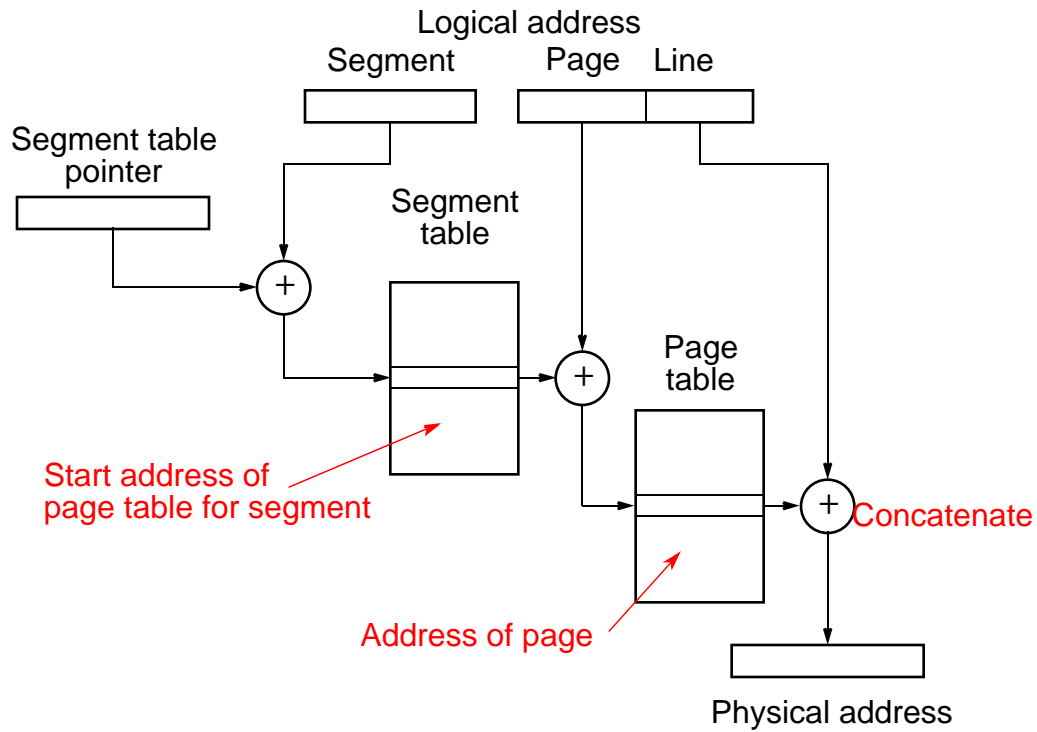 Logical address
Segment
Page
Line
Segment table
pointer
Segment
table
+
+
Page
table
Start address of
page table for segment
+
Concatenate
Address of page
Physical address